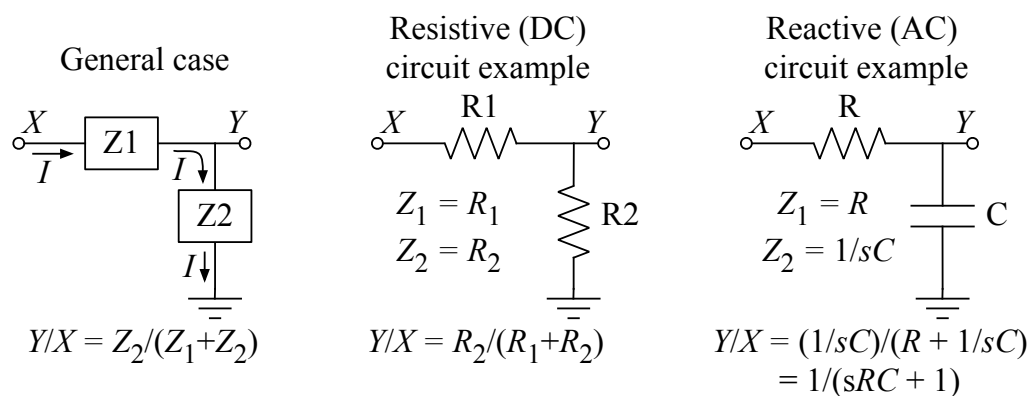 General case
X
Z1
Y
I
I
Z2
I
Y/X = Z2/(Z1+Z2)
Resistive (DC)
circuit example
R1
X
Y
Z1 = R1
R2
Z2 = R2
Y/X = R2/(R1+R2)
Reactive (AC)
circuit example
R
X
Y
Z1 = R
C
Z2 = 1/sC
Y/X = (1/sC)/(R + 1/sC)
= 1/(sRC + 1)